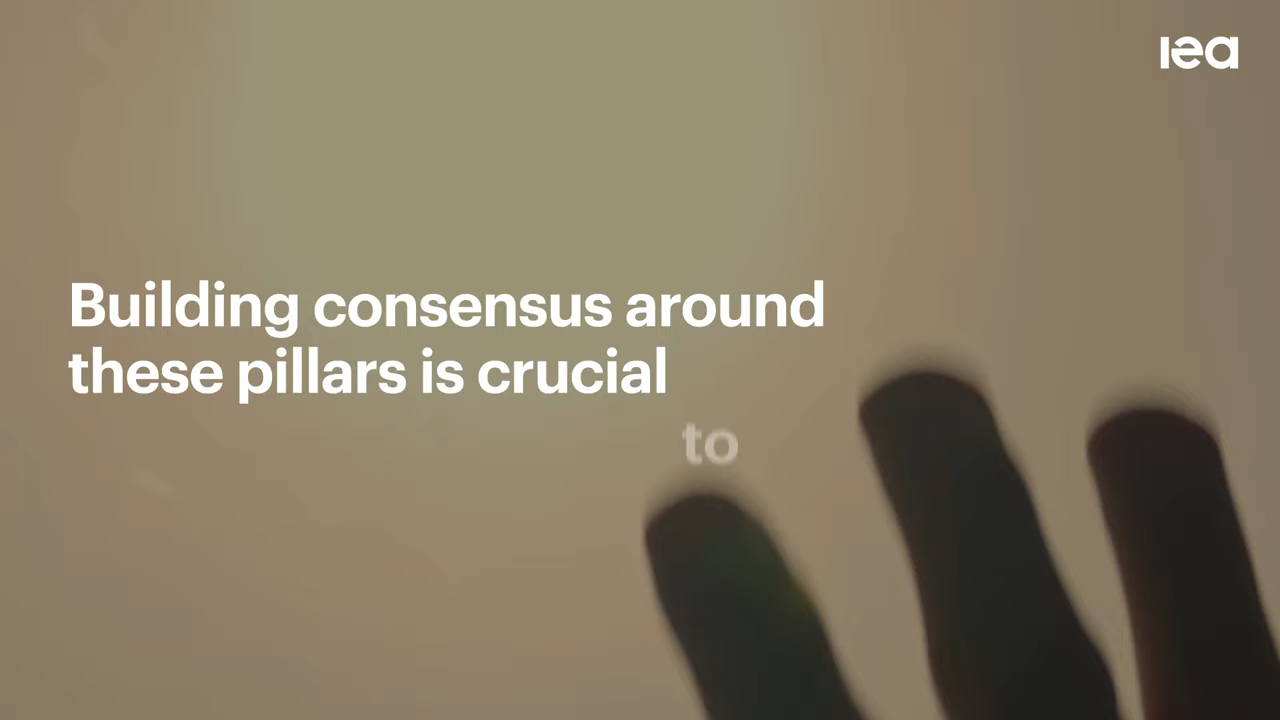 iea
Building consensus around
these pillars is crucial
to